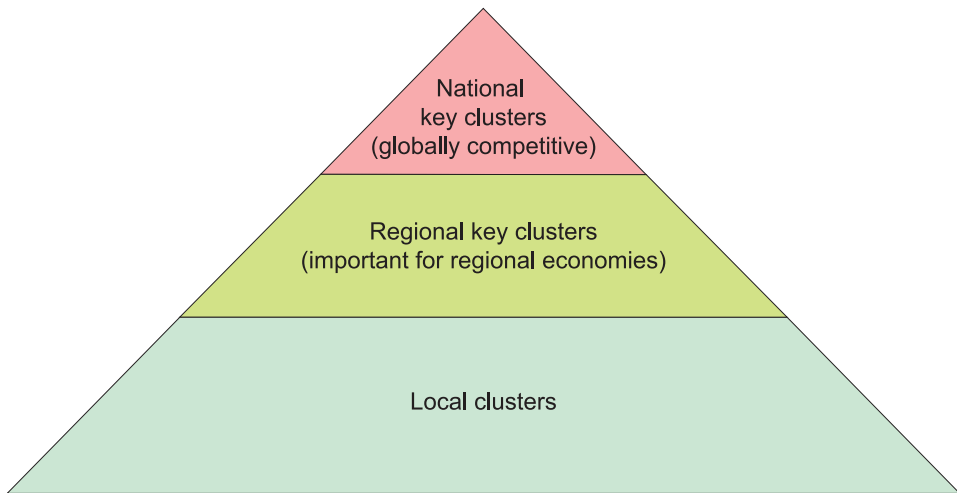 National
key clusters
(globally competitive)
Regional key clusters
(important for regional economies)
Local clusters